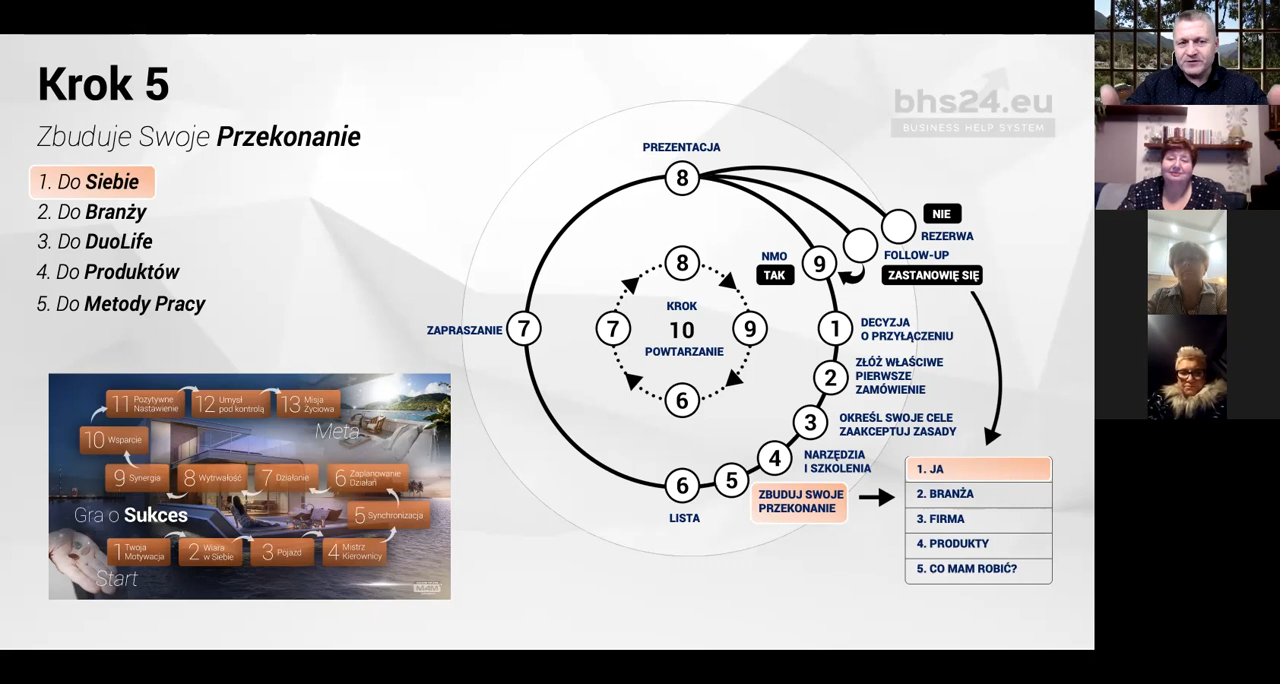 Krok 5
Zbuduje Swoje Przekonanie
1. Do Siebie
2. Do Branży
3. Do DuoLife
4. Do Produktów
5. Do Metody Pracy
bhs24.eu
BUSINESS HELP SYSTEM
PREZENTACJA
8
NIE
REZERWA
FOLLOW-UP
ZASTANOWIĘ SIĘ
NMO
TAK
9
8
KROK
10
POWTARZANIE
7
9
6
ZAPRASZANIE
7
1
DECYZJA
O PRZYŁĄCZENIU
2
ZŁÓŻ WŁAŚCIWE
PIERWSZE
ZAMÓWIENIE
3
OKREŚL SWOJE CELE
ZAAKCEPTUJ ZASADY
4
NARZĘDZIA
I SZKOLENIA
5
ZBUDUJ SWOJE
PRZEKONANIE
6
LISTA
1. JA
2. BRANŻA
3. FIRMA
4. PRODUKTY
5. CO MAM ROBIĆ?
11 Pozytywne
Nastawienie
12 Umysł
pod kontrolą
13 Misja
Życiowa
Meta
10 Wsparcie
9 Synergia
8 Wytrwałość
7 Działanie
6 Zaplanowanie
Działań
Gra o Sukces
5 Synchronizacja
1 Twoja
Motywacja
2 Wiara
w Siebie
3 Pojazd
4 Mistrz
Kierownicy
Start